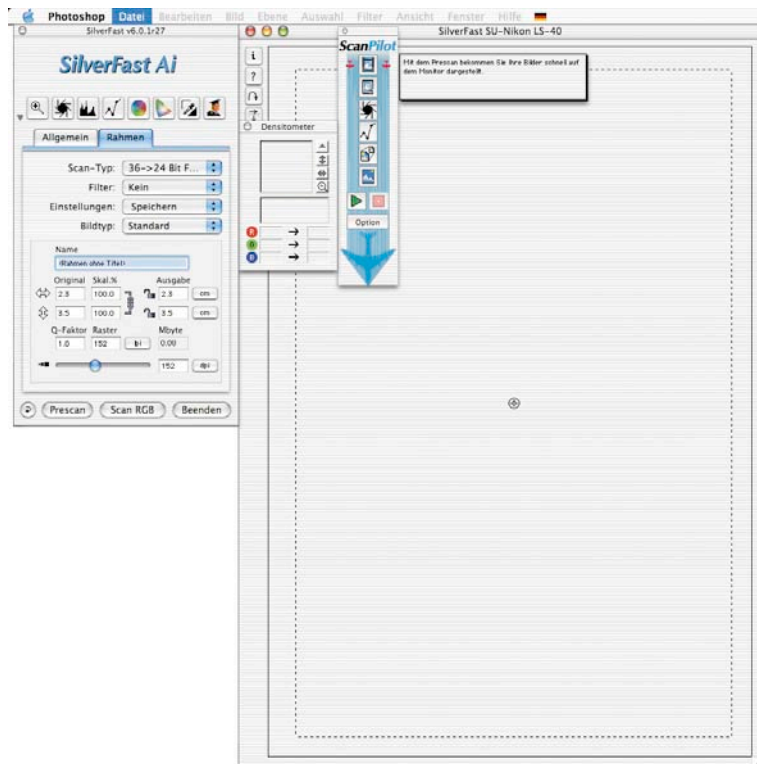 Photoshop Datei Bearbeiten Bild Ebene Auswahl Filter Ansicht Fenster Hilfe
SilverFast v6.0.1r27
SilverFast Ai
Allgemein Rahmen
Scan-Typ: 36->24 Bit F...
Filter: Kein
Einstellungen: Speichern
Bildtyp: Standard
Name
<Rahmen ohne Titel>
Original Skal.% Ausgabe
2.3 100.0 2.3 cm
3.5 100.0 3.5 cm
Q-Faktor Raster Mbyte
1.0 152 0.00
152 dpi
Prescan Scan RGB Beenden
SilverFast SU-Nikon LS-40
i
?
Densitometer
R
G
B
ScanPilot
Option
Mit dem Prescan bekommen Sie Ihre Bilder schnell auf
dem Monitor dargestellt.